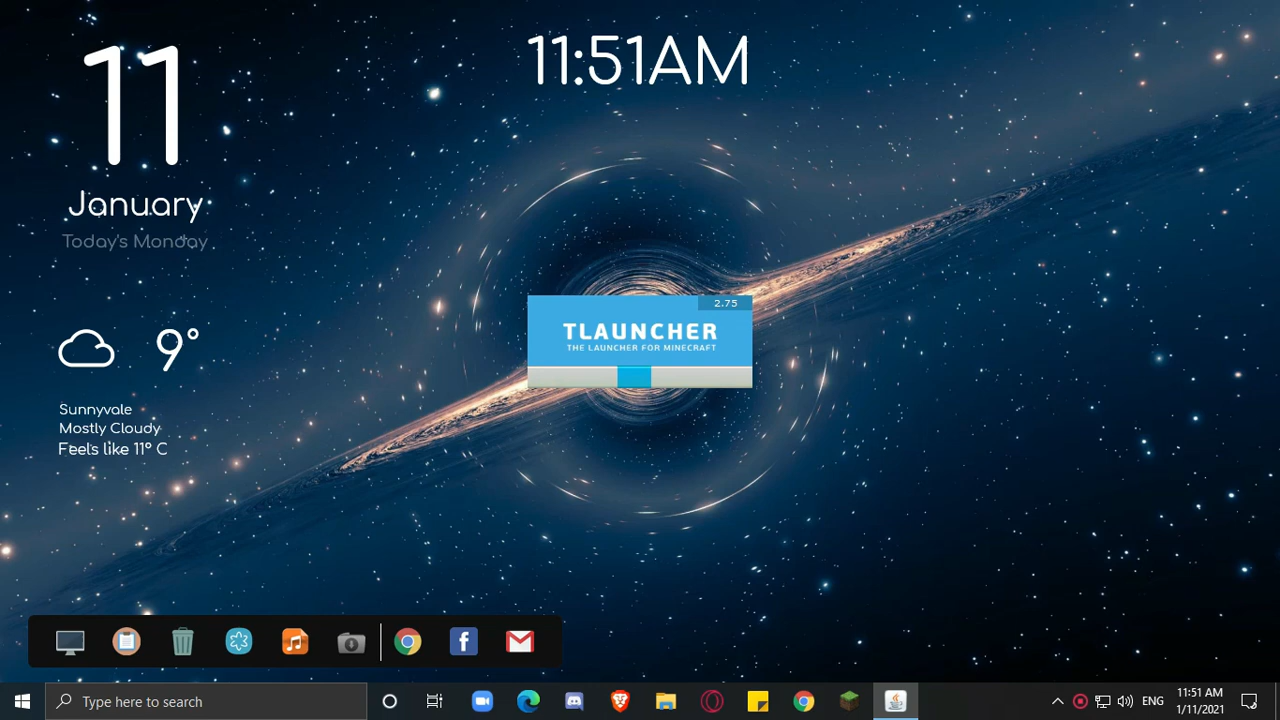 11
January
Today's Monday
11:51AM
9°
Sunnyvale
Mostly Cloudy
Feels like 11° C
2.75
TLAUNCHER
THE LAUNCHER FOR MINECRAFT
Type here to search
ENG
11:51 AM
1/11/2021